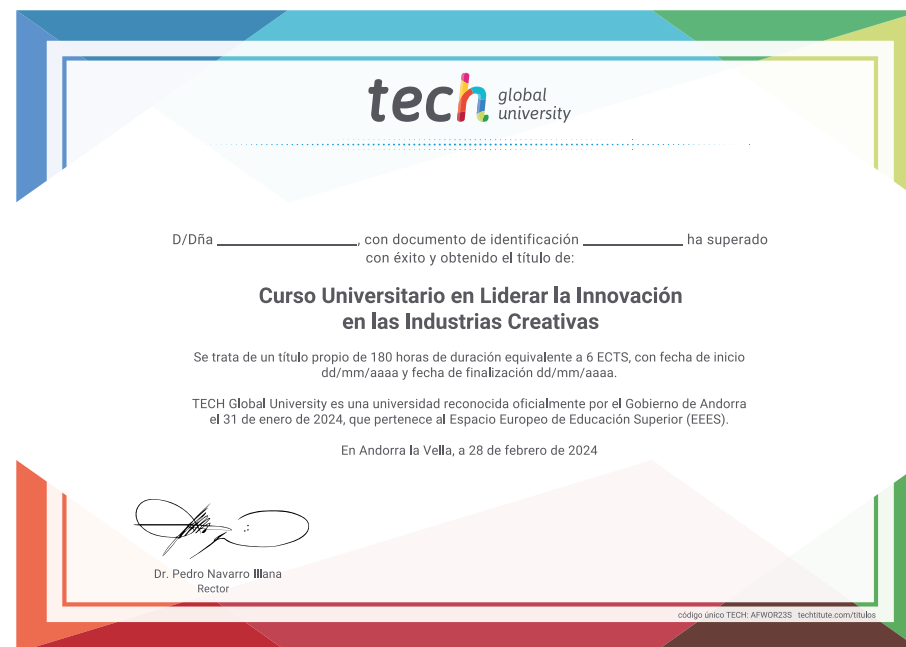 tech global university
D/Dña ________________, con documento de identificación ____________ ha superado
con éxito y obtenido el título de:
Curso Universitario en Liderar la Innovación
en las Industrias Creativas
Se trata de un título propio de 180 horas de duración equivalente a 6 ECTS, con fecha de inicio
dd/mm/aaaa y fecha de finalización dd/mm/aaaa.
TECH Global University es una universidad reconocida oficialmente por el Gobierno de Andorra
el 31 de enero de 2024, que pertenece al Espacio Europeo de Educación Superior (EEES).
En Andorra la Vella, a 28 de febrero de 2024
Dr. Pedro Navarro Illana
Rector
código único TECH: AFWOR23S techtitute.com/titulos